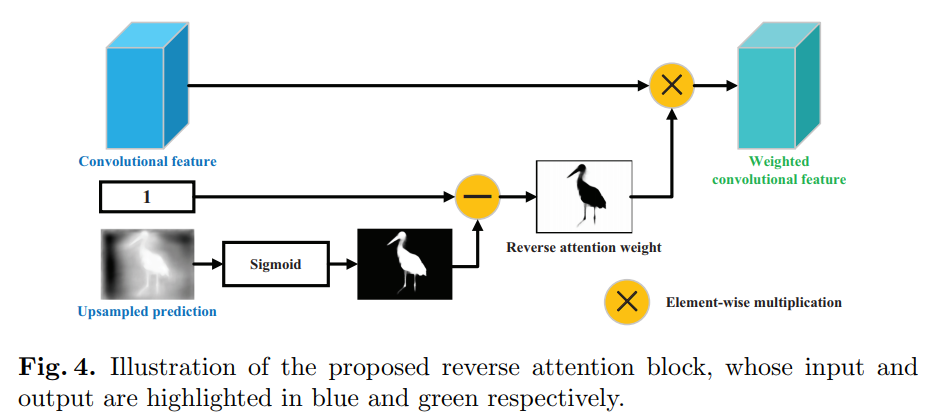 Convolutional feature
Weighted
convolutional feature
1
Reverse attention weight
Sigmoid
Upsampled prediction
Element-wise multiplication
Fig. 4. Illustration of the proposed reverse attention block, whose input and
output are highlighted in blue and green respectively.